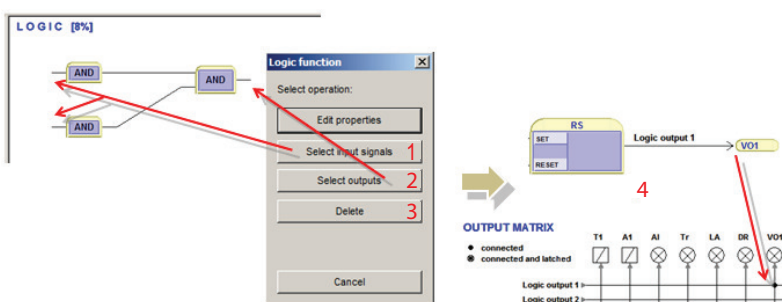 LOGIC [8%]
AND
AND
AND
Logic function
Select operation:
Edit properties
Select input signals 1
Select outputs 2
Delete 3
Cancel
RS
SET
RESET
Logic output 1
VO1
4
OUTPUT MATRIX
connected
connected and latched
T1 A1 Al Tr LA DR VO1
Logic output 1
Logic output 2